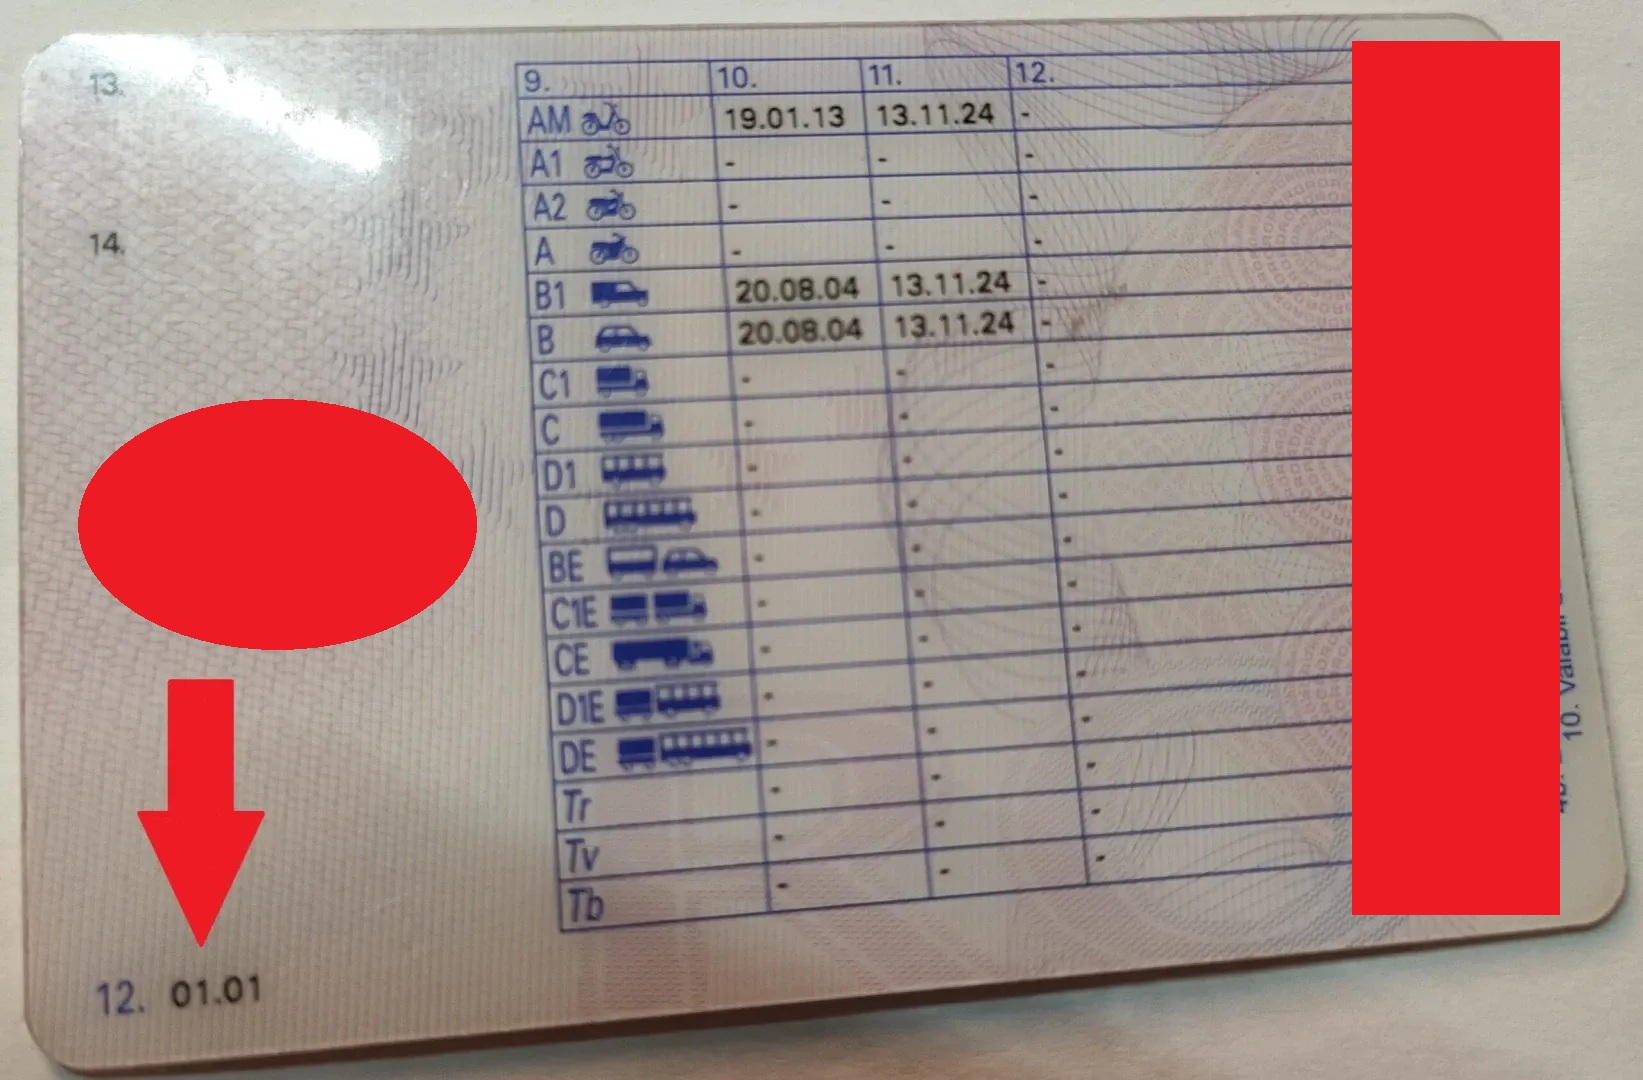 13.
14.
9. 10. 11. 12.
AM 19.01.13 13.11.24 -
A1 - - -
A2 - - -
A - - -
B1 20.08.04 13.11.24 -
B 20.08.04 13.11.24 -
C1 - - -
C - - -
D1 - - -
D - - -
BE - - -
C1E - - -
CE - - -
D1E - - -
DE - - -
Tr - - -
Tv - - -
Tb - - -
12. 01.01
10.